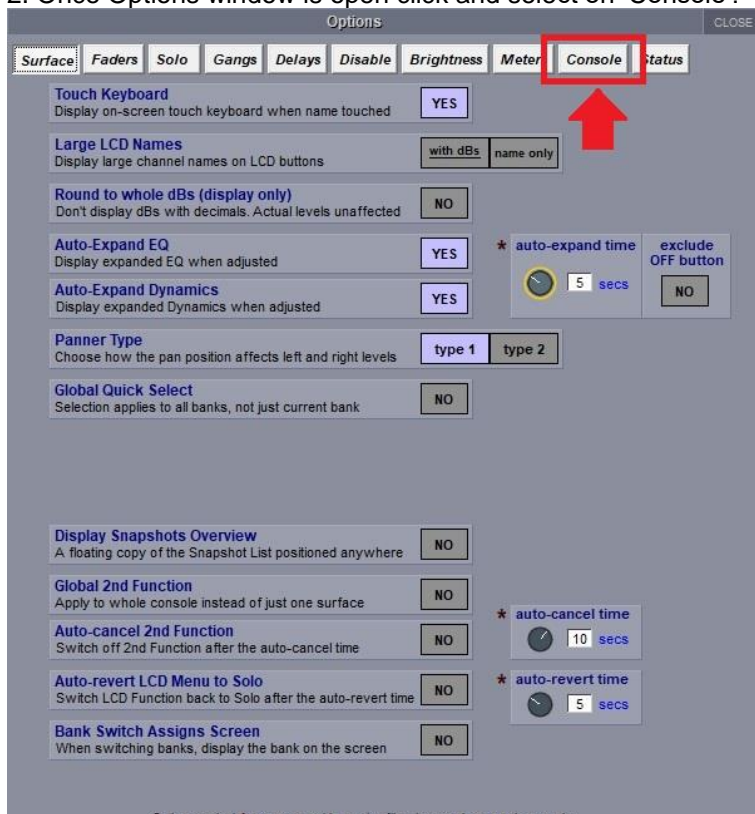 2. Once Options window is open click and select on 'Console'.
Options
CLOSE
Surface Faders Solo Gangs Delays Disable Brightness Meter Console Status
Touch Keyboard
Display on-screen touch keyboard when name touched
YES
Large LCD Names
Display large channel names on LCD buttons
with dBs name only
Round to whole dBs (display only)
Don't display dBs with decimals. Actual levels unaffected
NO
Auto-Expand EQ
Display expanded EQ when adjusted
YES
* auto-expand time
5 secs
exclude
OFF button
NO
Auto-Expand Dynamics
Display expanded Dynamics when adjusted
YES
Panner Type
Choose how the pan position affects left and right levels
type 1 type 2
Global Quick Select
Selection applies to all banks, not just current bank
NO
Display Snapshots Overview
A floating copy of the Snapshot List positioned anywhere
NO
Global 2nd Function
Apply to whole console instead of just one surface
NO
Auto-cancel 2nd Function
Switch off 2nd Function after the auto-cancel time
NO
* auto-cancel time
10 secs
Auto-revert LCD Menu to Solo
Switch LCD Function back to Solo after the auto-revert time
NO
* auto-revert time
5 secs
Bank Switch Assigns Screen
When switching banks, display the bank on the screen
NO